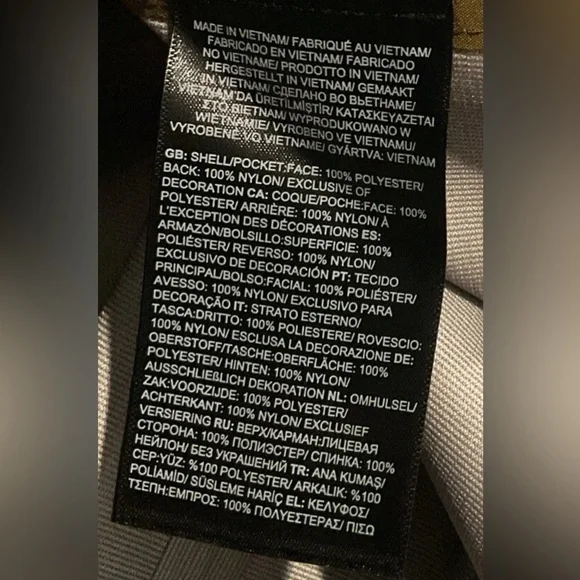 MADE IN VIETNAM/ FABRIQUÉ AU VIETNAM/
FABRICADO EN VIETNAM/ FABRICADO
NO VIETNAME/ PRODOTTO IN VIETNAM/
HERGESTELLT IN VIETNAM/ GEMAAKT
IN VIETNAM/ СДЕЛАНО ВО ВЬЕТНАМЕ/
VIETNAM'DA ÜRETİLMİŞTİR/ ΚΑΤΑΣΚΕΥΑΖΕΤΑΙ
ΣΤΟ ΒΙΕΤΝΑΜ/ WYPRODUKOWANO W
WIETNAMIE/ VYROBENO VE VIETNAMU/
VYROBENÉ VO VIETNAME/ GYÁRTVA: VIETNAM
GB: SHELL/POCKET:FACE: 100% POLYESTER/
BACK: 100% NYLON/ EXCLUSIVE OF
DECORATION CA: COQUE/POCHE:FACE: 100%
POLYESTER/ ARRIÈRE: 100% NYLON/ À
L'EXCEPTION DES DÉCORATIONS ES:
ARMAZÓN/BOLSILLO:SUPERFICIE: 100%
POLIÉSTER/ REVERSO: 100% NYLON/
EXCLUSIVO DE DECORACIÓN PT: TECIDO
PRINCIPAL/BOLSO:FACIAL: 100% POLIÉSTER/
AVESSO: 100% NYLON/ EXCLUSIVO PARA
DECORAÇÃO IT: STRATO ESTERNO/
TASCA:DRITTO: 100% POLIESTERE/ ROVESCIO:
100% NYLON/ ESCLUSA LA DECORAZIONE DE:
OBERSTOFF/TASCHE:OBERFLÄCHE: 100%
POLYESTER/ HINTEN: 100% NYLON/
AUSSCHLIEßLICH DEKORATION NL: OMHULSEL/
ZAK:VOORZIJDE: 100% POLYESTER/
ACHTERKANT: 100% NYLON/ EXCLUSIEF
VERSIERING RU: ВЕРХ/КАРМАН:ЛИЦЕВАЯ
СТОРОНА: 100% ПОЛИЭСТЕР/ СПИНКА: 100%
НЕЙЛОН/ БЕЗ УКРАШЕНИЙ TR: ANA KUMAŞ/
CEP:YÜZ: %100 POLYESTER/ ARKALIK: %100
POLİAMİD/ SÜSLEME HARİÇ EL: ΚΕΛΥΦΟΣ/
ΤΣΕΠΗ:ΕΜΠΡΟΣ: 100% ΠΟΛΥΕΣΤΕΡΑΣ/ ΠΙΣΩ